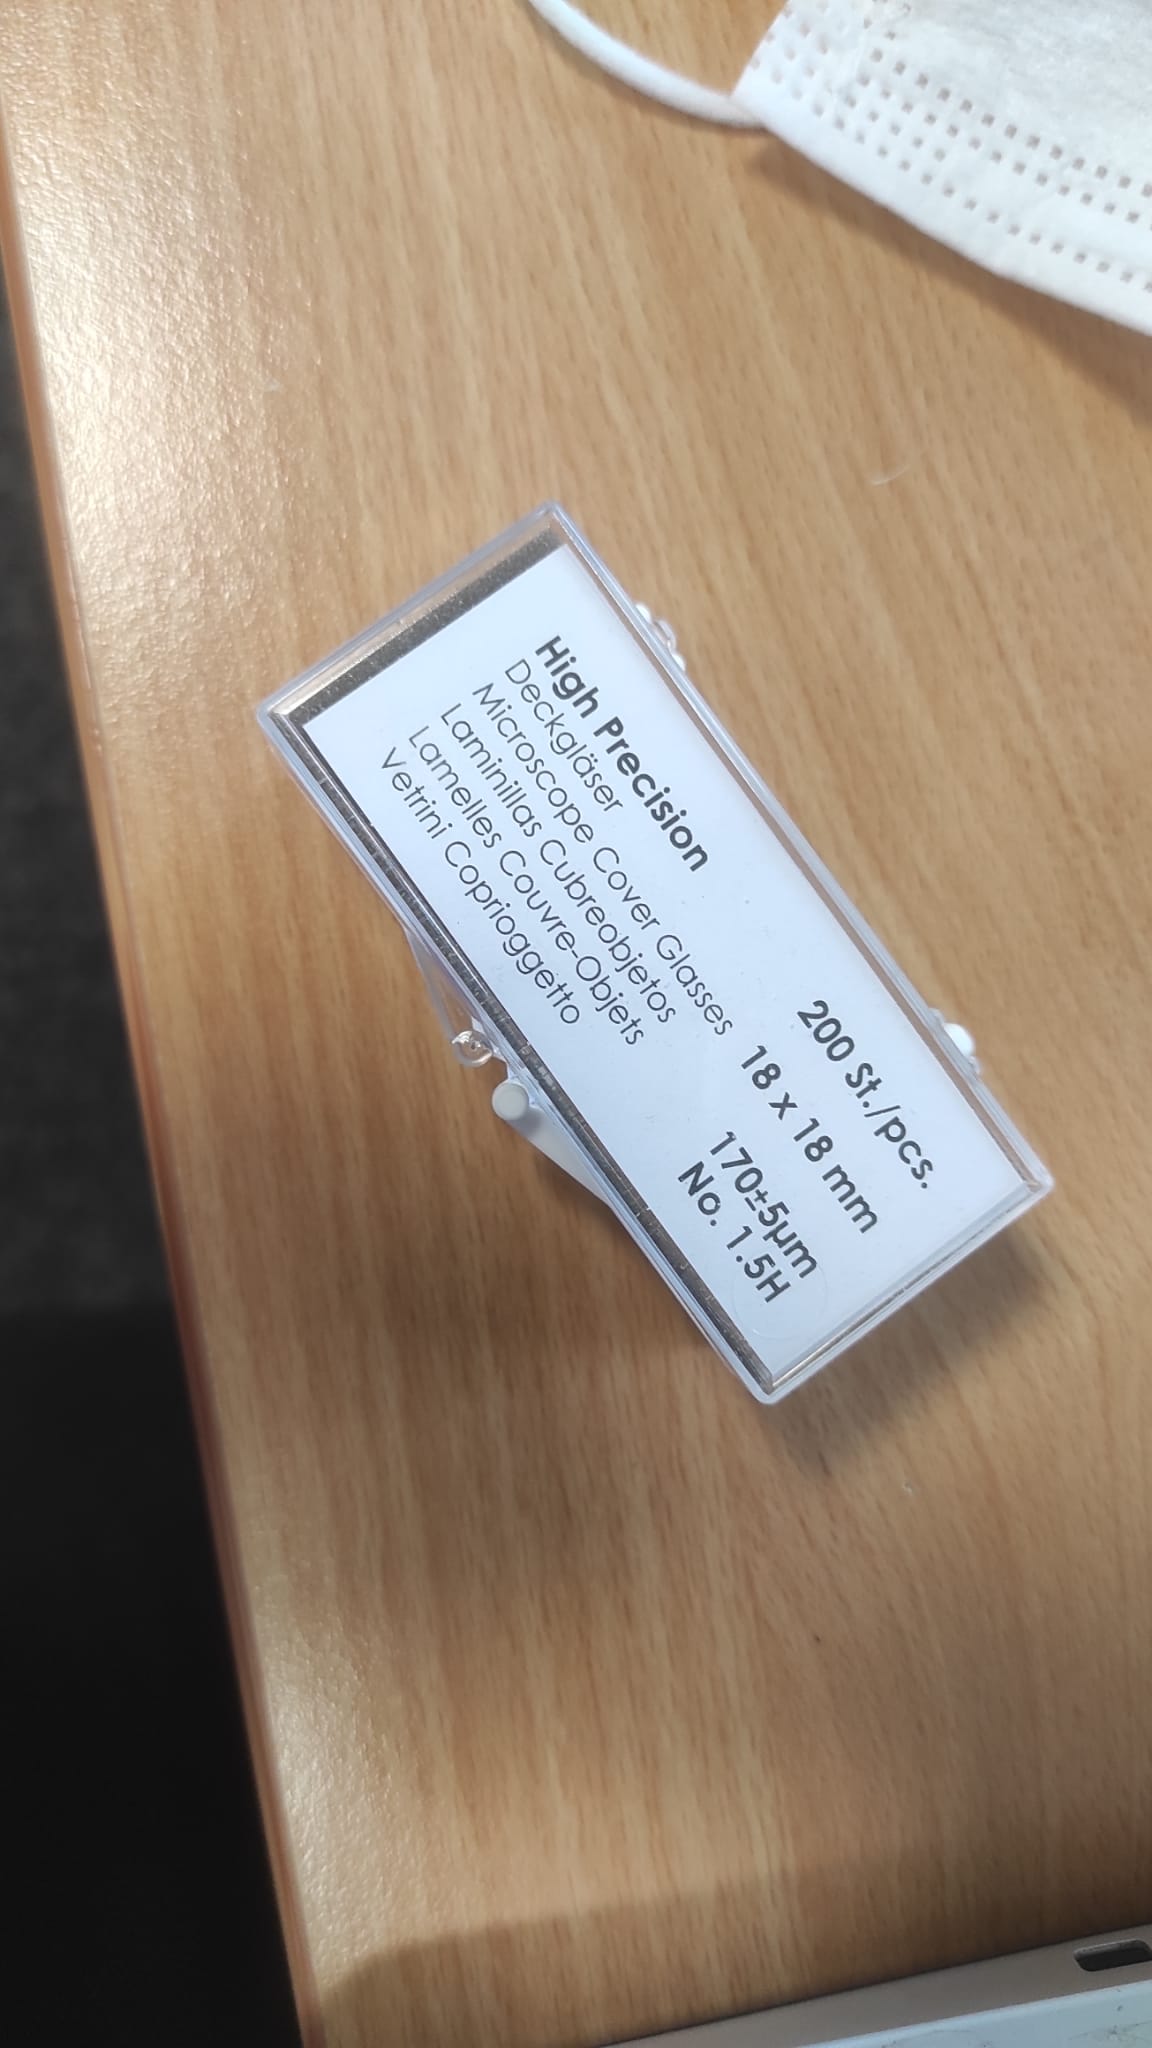 High Precision
Deckgläser
Microscope Cover Glasses
Laminillas Cubreobjetos
Lamelles Couvre-Objets
Vetrini Coprioggetto
200 St./pcs.
18 x 18 mm
170±5µm
No. 1.5H